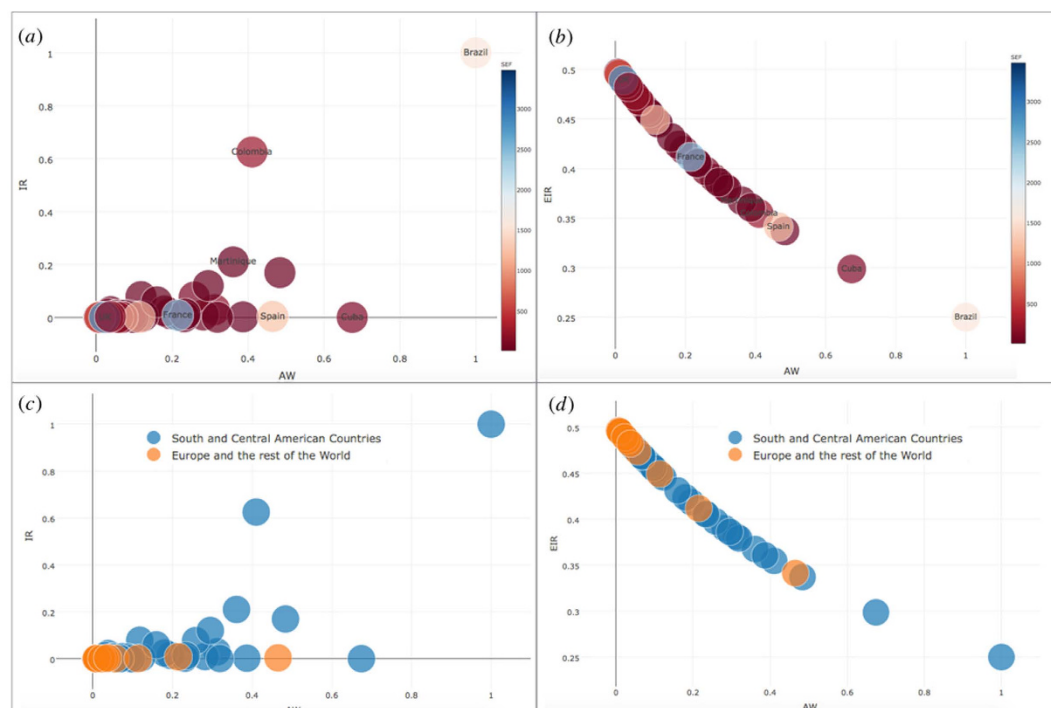 (a)
1
0.8
0.6
0.4
0.2
0
IR
0
0.2
0.4
0.6
0.8
1
AW
Brazil
Colombia
Martinique
France
Spain
Cuba
SEF
3000
2500
2000
1500
1000
500
(b)
0.5
0.45
0.4
0.35
0.3
0.25
EIR
0
0.2
0.4
0.6
0.8
1
AW
France
Spain
Cuba
Brazil
SEF
3000
2500
2000
1500
1000
500
(c)
South and Central American Countries
Europe and the rest of the World
1
0.8
0.6
0.4
0.2
0
IR
0
0.2
0.4
0.6
0.8
1
(d)
South and Central American Countries
Europe and the rest of the World
0.5
0.45
0.4
0.35
0.3
0.25
EIR
0
0.2
0.4
0.6
0.8
1
AW